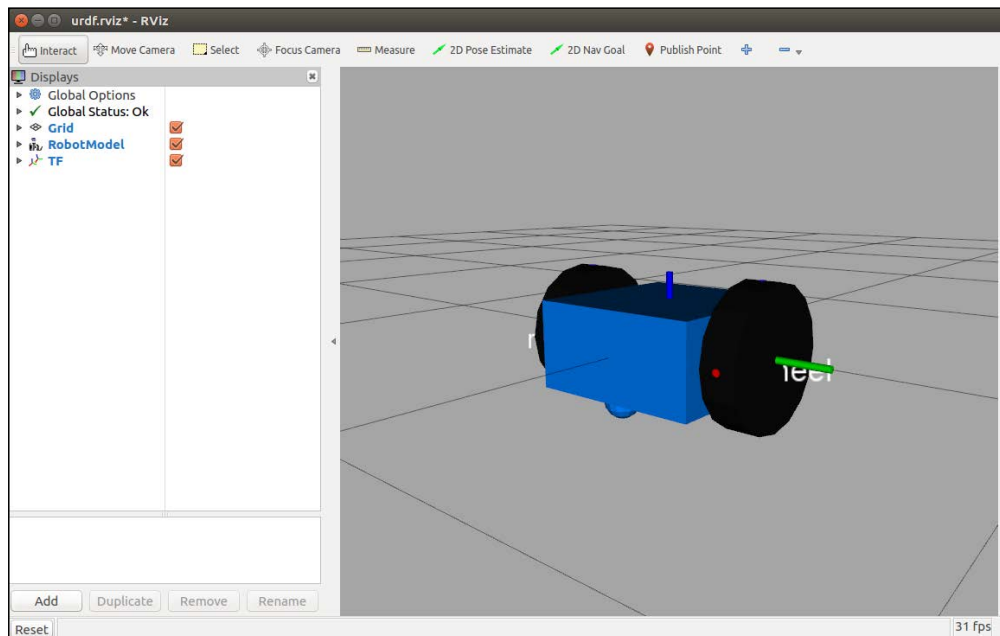 urdf.rviz* - RViz
Interact Move Camera Select Focus Camera Measure 2D Pose Estimate 2D Nav Goal Publish Point
Displays
Global Options
Global Status: Ok
Grid
RobotModel
TF
r
heel
Add Duplicate Remove Rename
Reset
31 fps